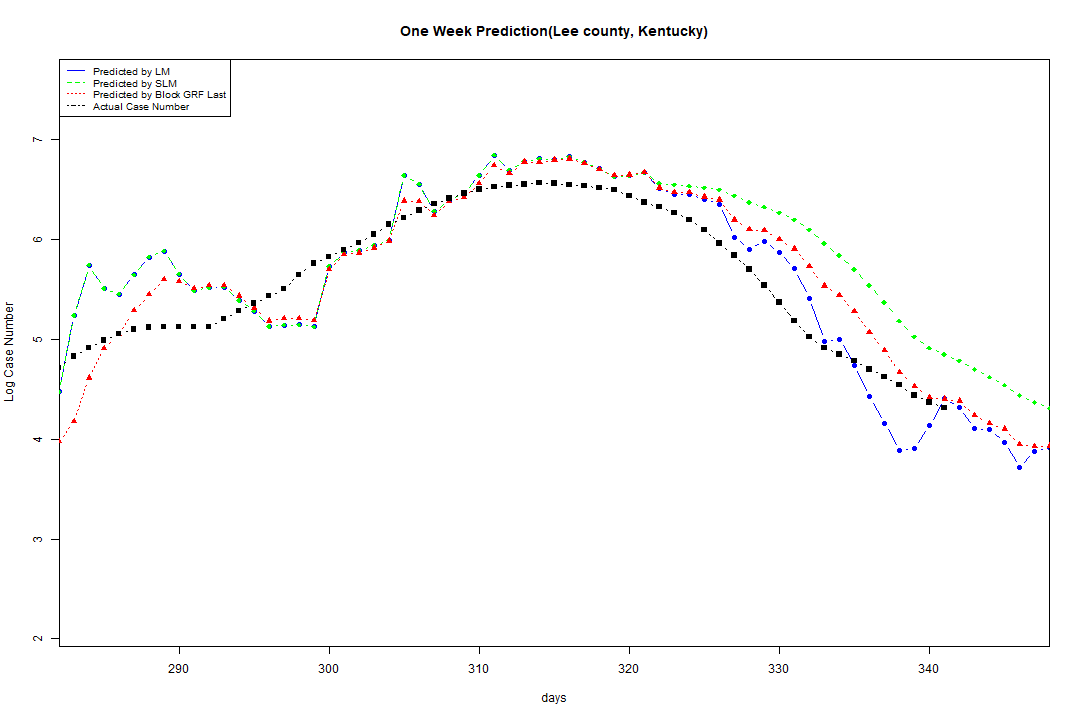 One Week Prediction(Lee county, Kentucky)
Predicted by LM
Predicted by SLM
Predicted by Block GRF Last
Actual Case Number
Log Case Number
7
6
5
4
3
2
290 300 310 320 330 340
days